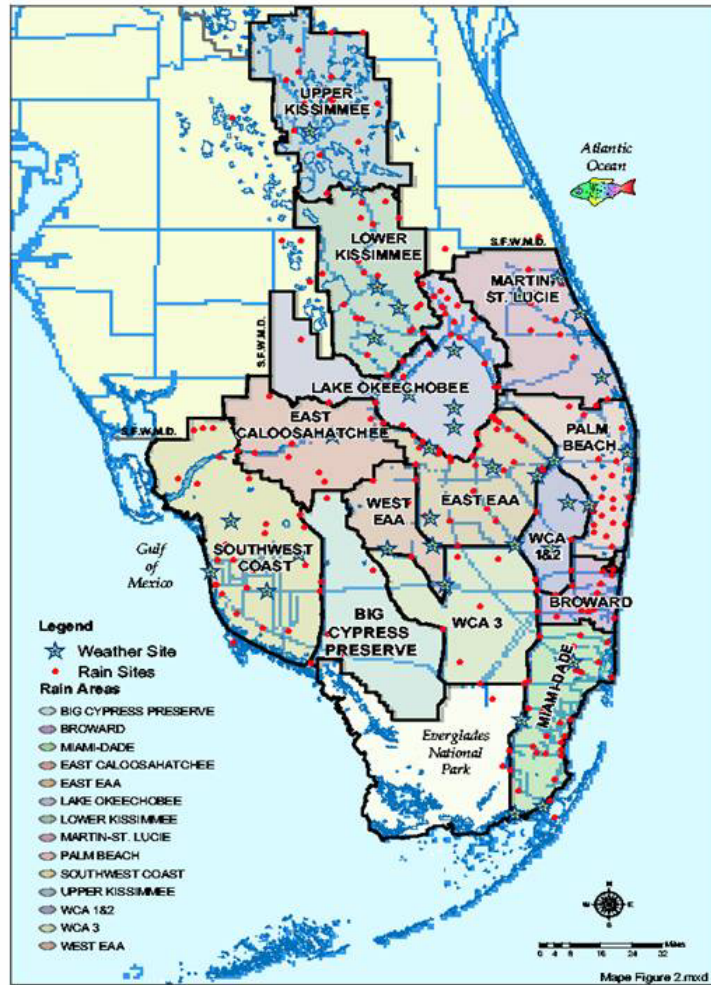 UPPER
KISSIMMEE
Atlantic
Ocean
LOWER
KISSIMMEE
S.F.W.M.D.
MARTIN-
ST. LUCIE
S.F.W.M.D.
LAKE OKEECHOBEE
EAST
CALOOSAHATCHEE
S.F.W.M.D.
PALM
BEACH
WEST
EAA
EAST EAA
WCA
1&2
Gulf
of
Mexico
SOUTHWEST
COAST
BIG
CYPRESS
PRESERVE
WCA 3
BROWARD
MIAMI-DADE
Everglades
National
Park
Legend
Weather Site
Rain Sites
Rain Areas
BIG CYPRESS PRESERVE
BROWARD
MIAMI-DADE
EAST CALOOSAHATCHEE
EAST EAA
LAKE OKEECHOBEE
LOWER KISSIMMEE
MARTIN-ST. LUCIE
PALM BEACH
SOUTHWEST COAST
UPPER KISSIMMEE
WCA 1&2
WCA 3
WEST EAA
N
W E
S
Miles
0 4 8 16 24 32
Mape Figure 2.mxd